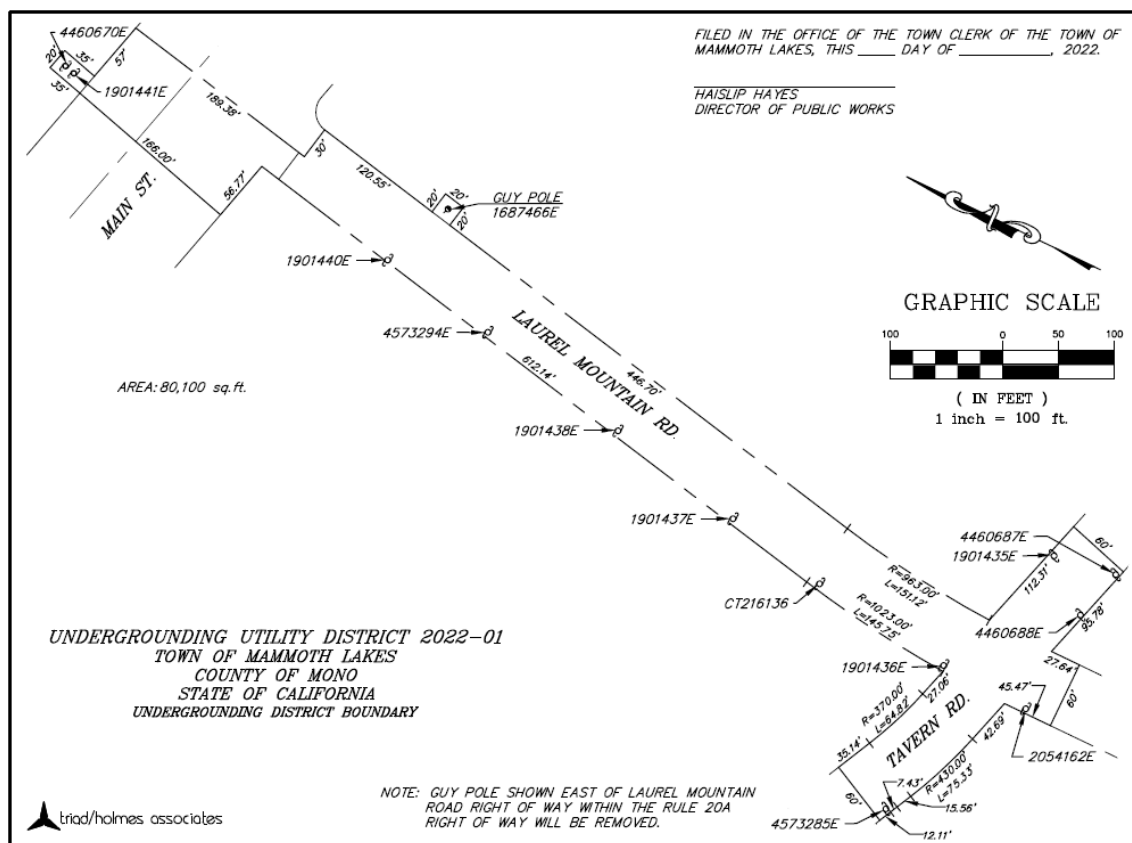 FILED IN THE OFFICE OF THE TOWN CLERK OF THE TOWN OF
MAMMOTH LAKES, THIS _____ DAY OF __________, 2022.
HAISLIP HAYES
DIRECTOR OF PUBLIC WORKS
4460670E
20'
35'
57'
35'
1901441E
189.38'
166.00'
MAIN ST.
56.77'
30'
120.55'
20'
20'
20'
GUY POLE
1687466E
1901440E
4573294E
LAUREL MOUNTAIN RD.
446.70'
612.14'
1901438E
1901437E
CT216136
AREA: 80,100 sq.ft.
GRAPHIC SCALE
100 0 50 100
( IN FEET )
1 inch = 100 ft.
R=963.00'
L=151.12'
R=1023.00'
L=145.75'
4460687E
1901435E
60'
112.31'
4460688E
95.78'
27.64'
60'
45.47'
1901436E
27.06'
R=370.00'
L=64.82'
35.14'
TAVERN RD.
42.69'
2054162E
R=430.00'
L=75.33'
60'
7.43'
15.56'
12.11'
4573285E
UNDERGROUNDING UTILITY DISTRICT 2022-01
TOWN OF MAMMOTH LAKES
COUNTY OF MONO
STATE OF CALIFORNIA
UNDERGROUNDING DISTRICT BOUNDARY
NOTE: GUY POLE SHOWN EAST OF LAUREL MOUNTAIN
ROAD RIGHT OF WAY WITHIN THE RULE 20A
RIGHT OF WAY WILL BE REMOVED.
triad/holmes associates